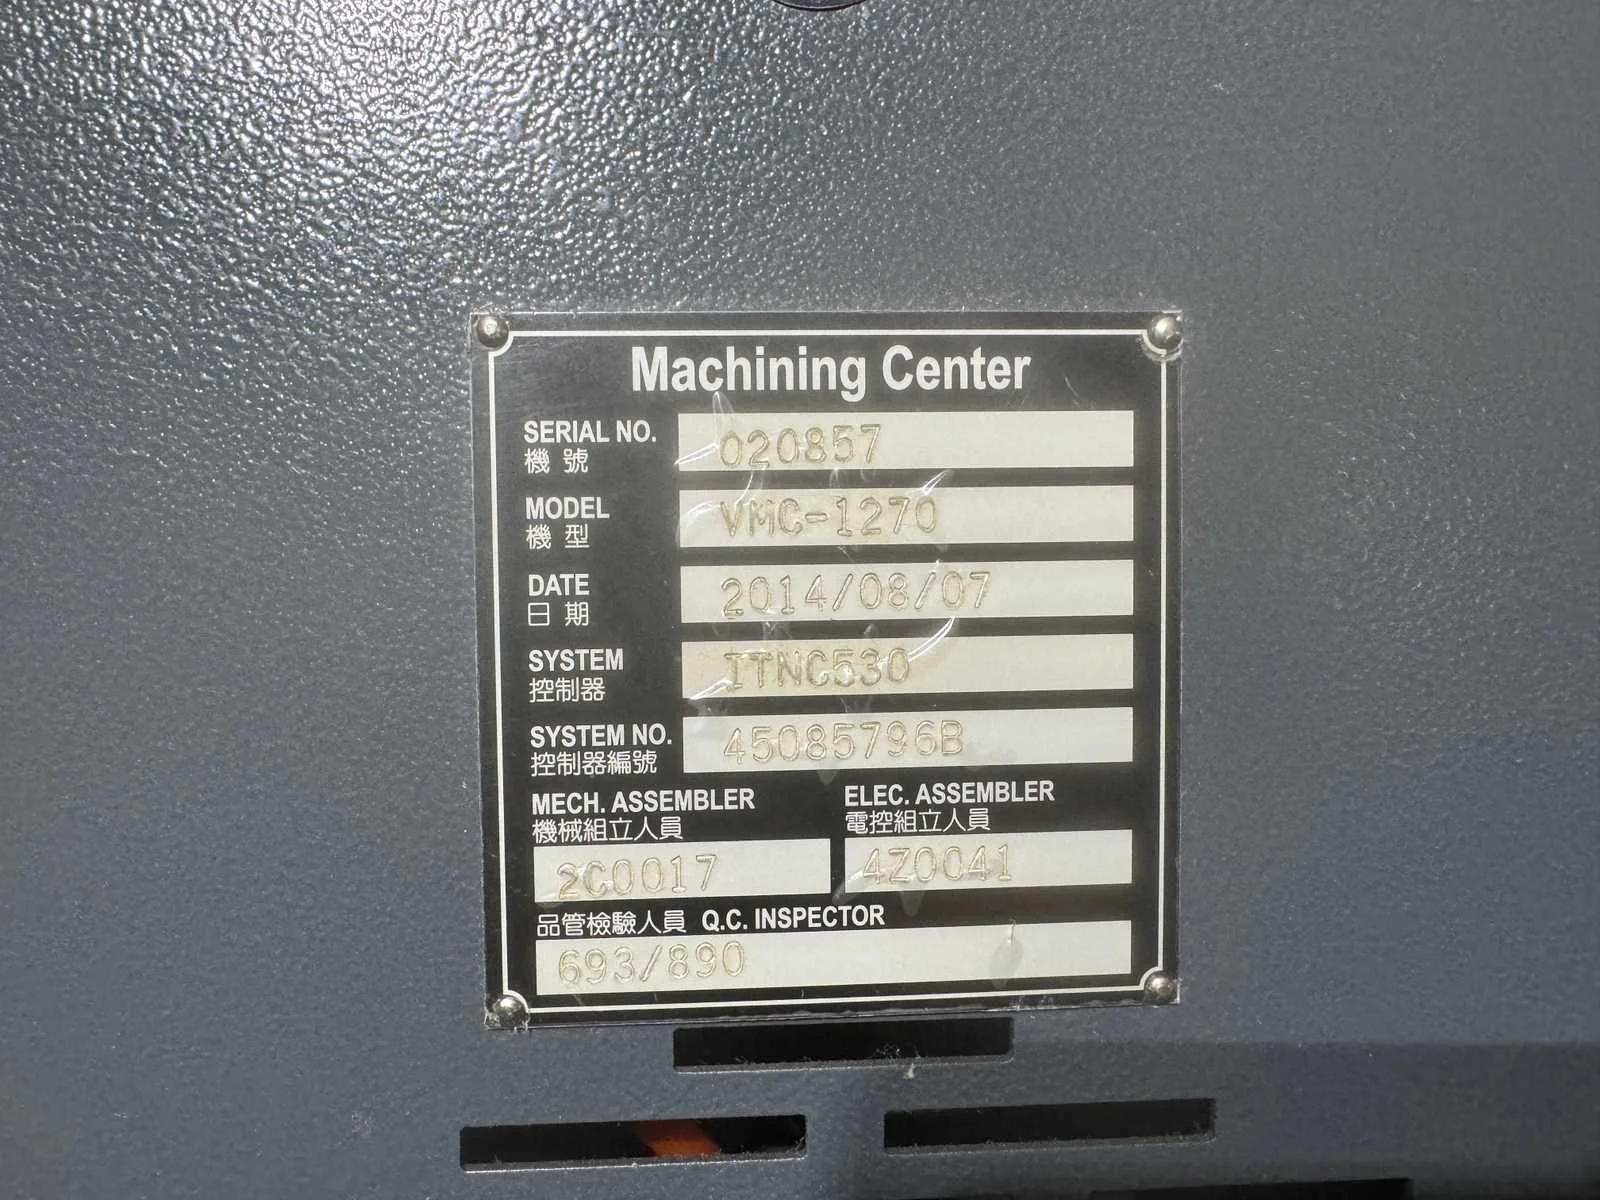 Machining Center
SERIAL NO. 020857
機 號
MODEL VMC-1270
機 型
DATE 2014/08/07
日 期
SYSTEM ITNC530
控制器
SYSTEM NO. 45085796B
控制器編號
MECH. ASSEMBLER ELEC. ASSEMBLER
機械組立人員 電控組立人員
2C0017 4Z0041
品管檢驗人員 Q.C. INSPECTOR
693/890